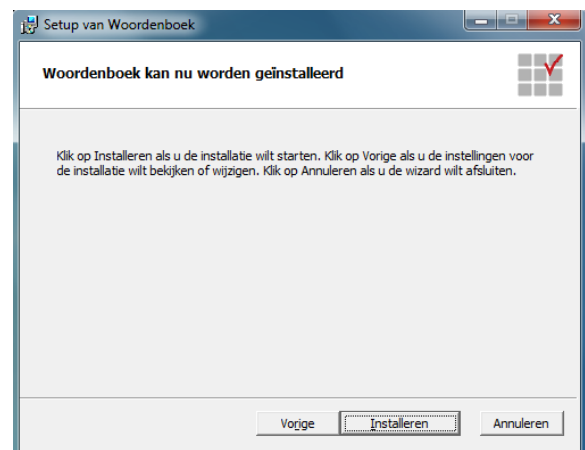 Setup van Woordenboek
Woordenboek kan nu worden geïnstalleerd
Klik op Installeren als u de installatie wilt starten. Klik op Vorige als u de instellingen voor
de installatie wilt bekijken of wijzigen. Klik op Annuleren als u de wizard wilt afsluiten.
Vorige Installeren Annuleren